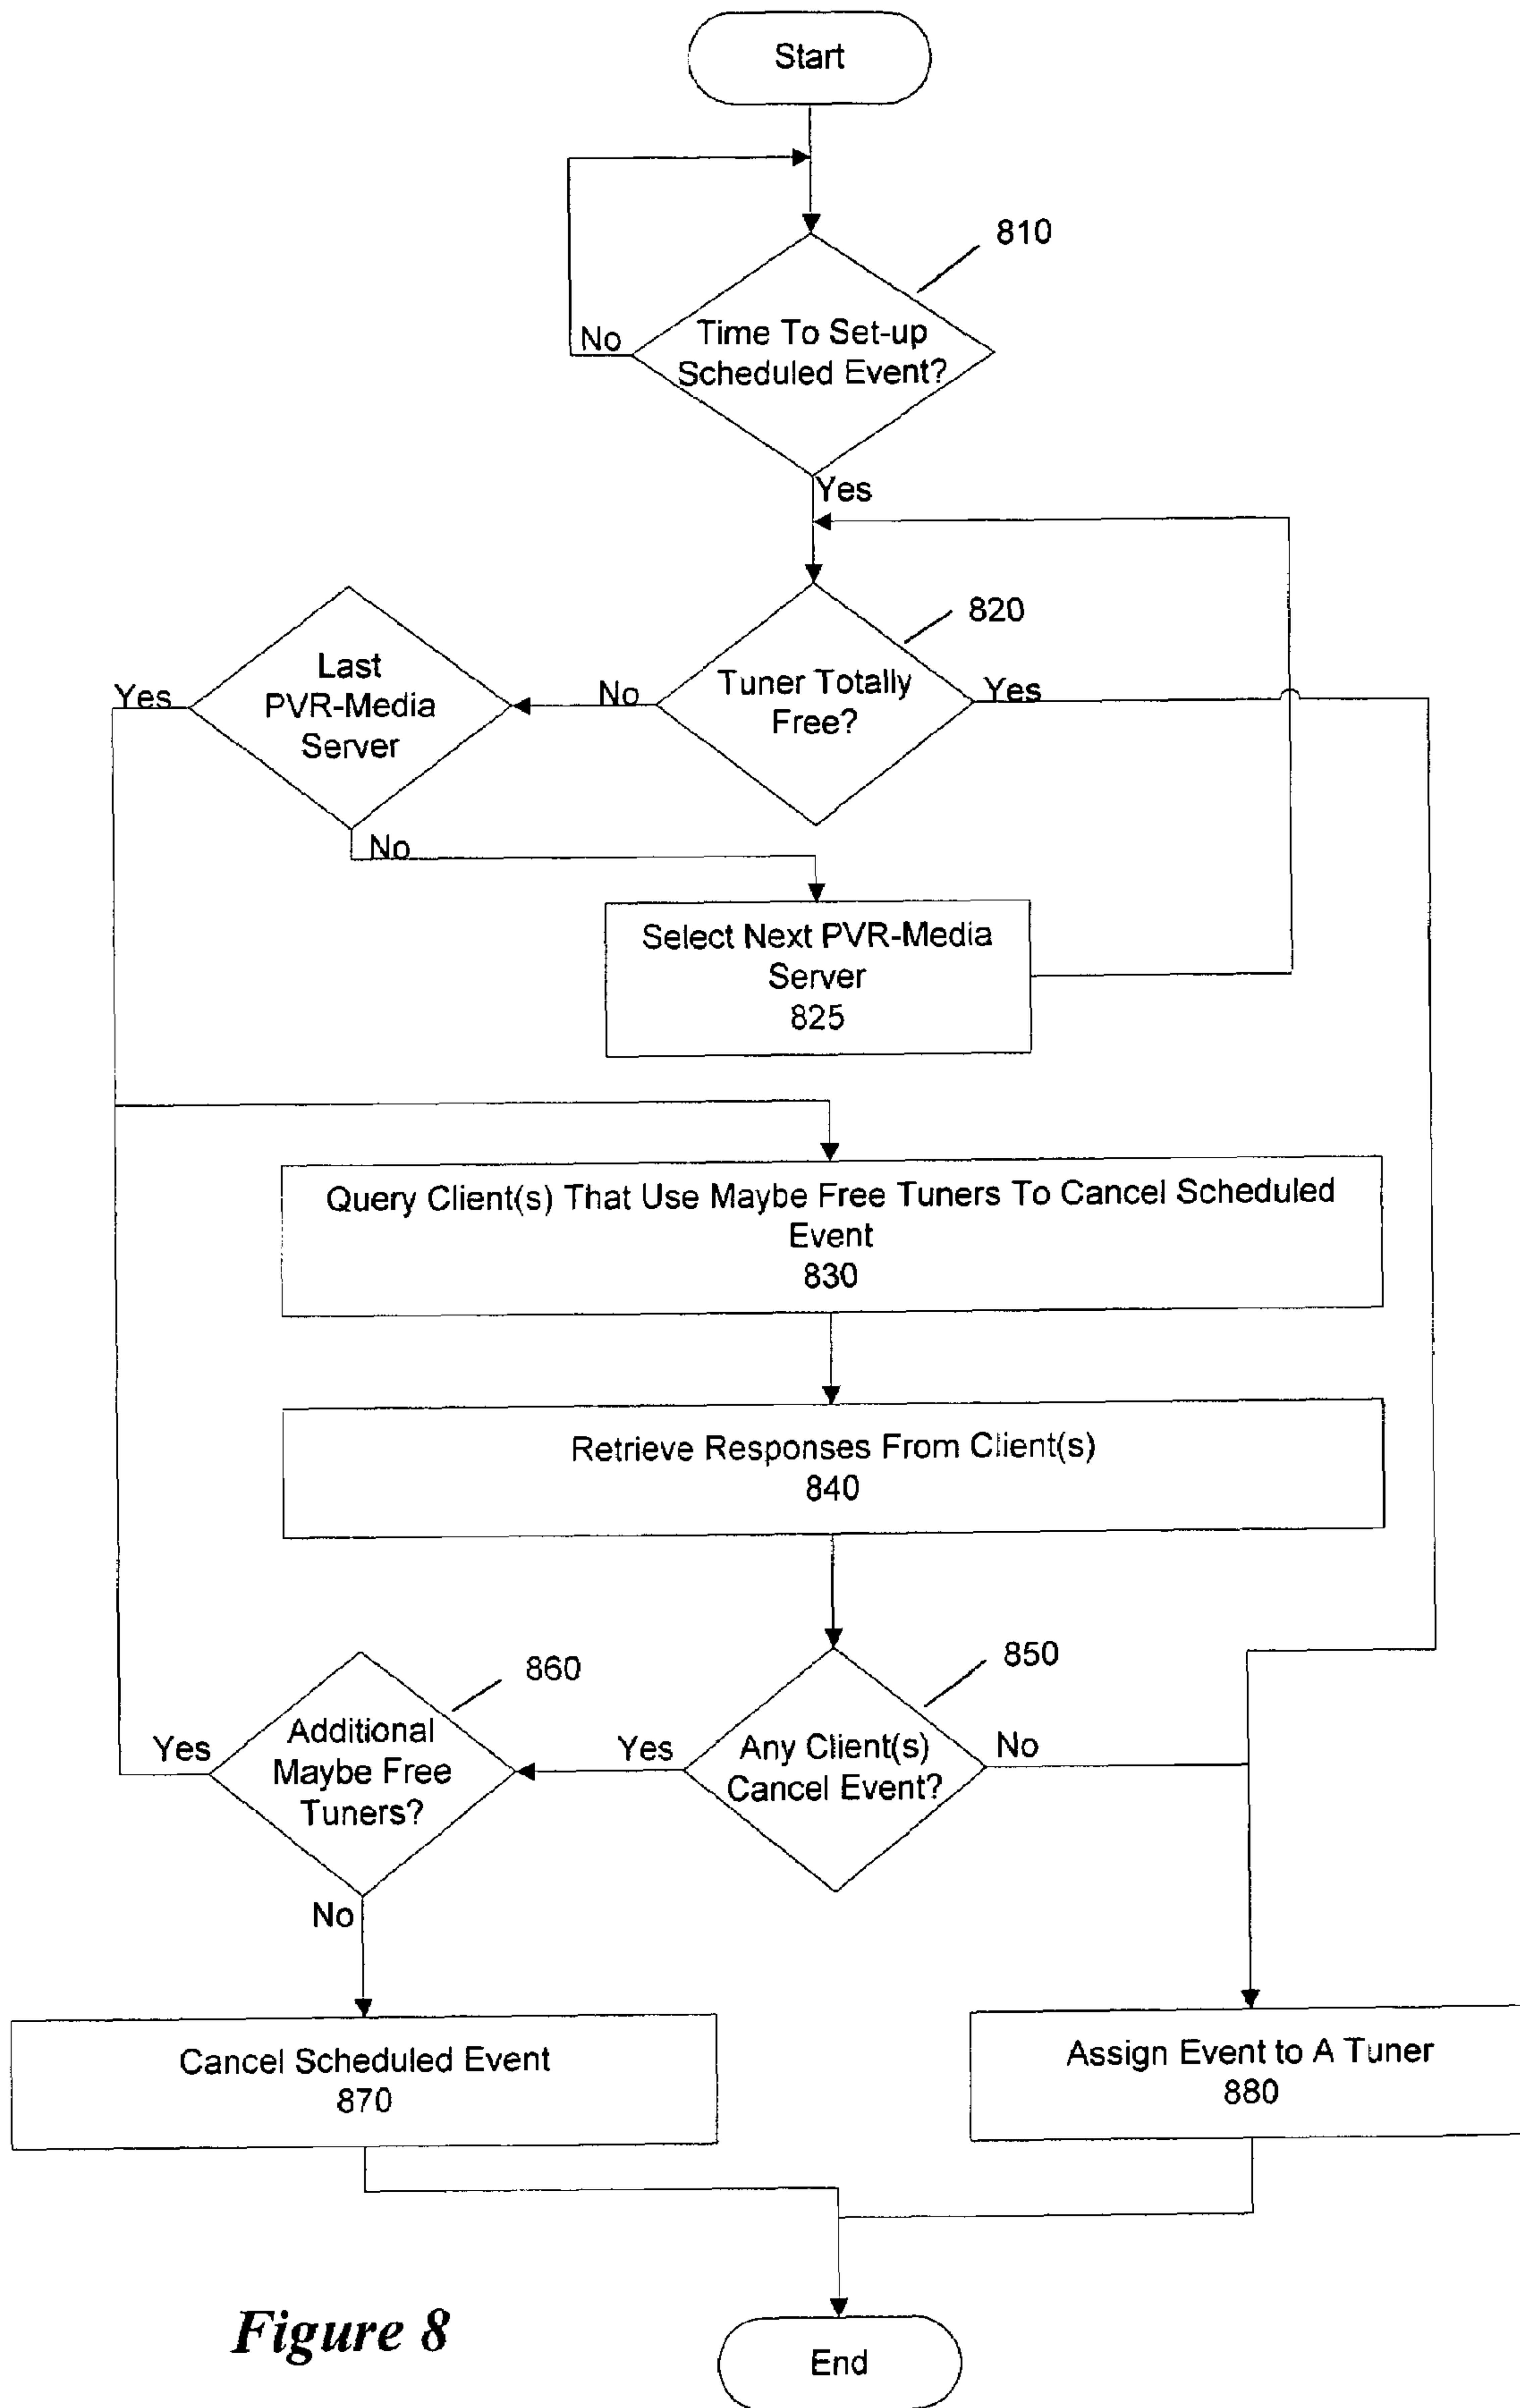 Start
810
Time To Set-up
Scheduled Event?
No
Yes
820
Last
PVR-Media
Server
Yes
No
Tuner Totally
Free?
Yes
No
Select Next PVR-Media
Server
825
Query Client(s) That Use Maybe Free Tuners To Cancel Scheduled
Event
830
Retrieve Responses From Client(s)
840
860
850
Additional
Maybe Free
Tuners?
Yes
Yes
Any Client(s)
Cancel Event?
No
No
Cancel Scheduled Event
870
Assign Event to A Tuner
880
Figure 8
End